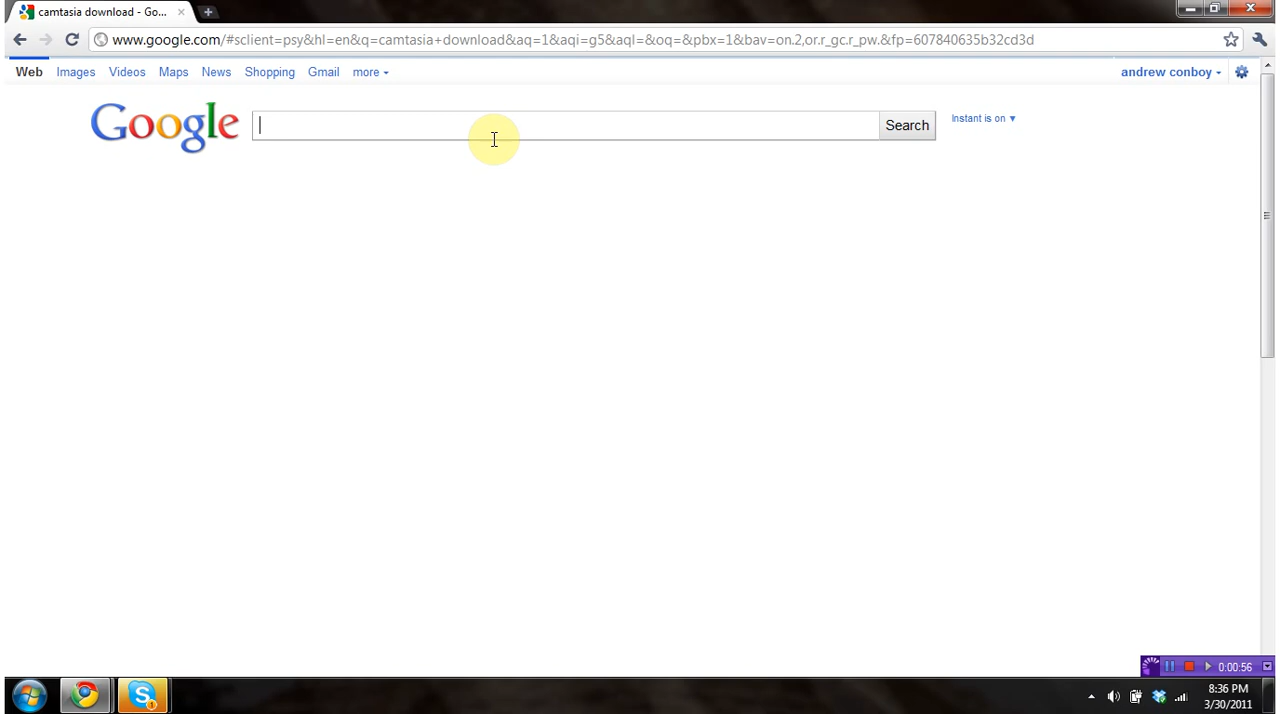 camtasia download - Go...
www.google.com/#sclient=psy&hl=en&q=camtasia+download&aq=1&aqi=g5&aql=&oq=&pbx=1&bav=on.2,or.r_gc.r_pw.&fp=607840635b32cd3d
Web Images Videos Maps News Shopping Gmail more andrew conboy
Google Search Instant is on
0:00:56
8:36 PM
3/30/2011